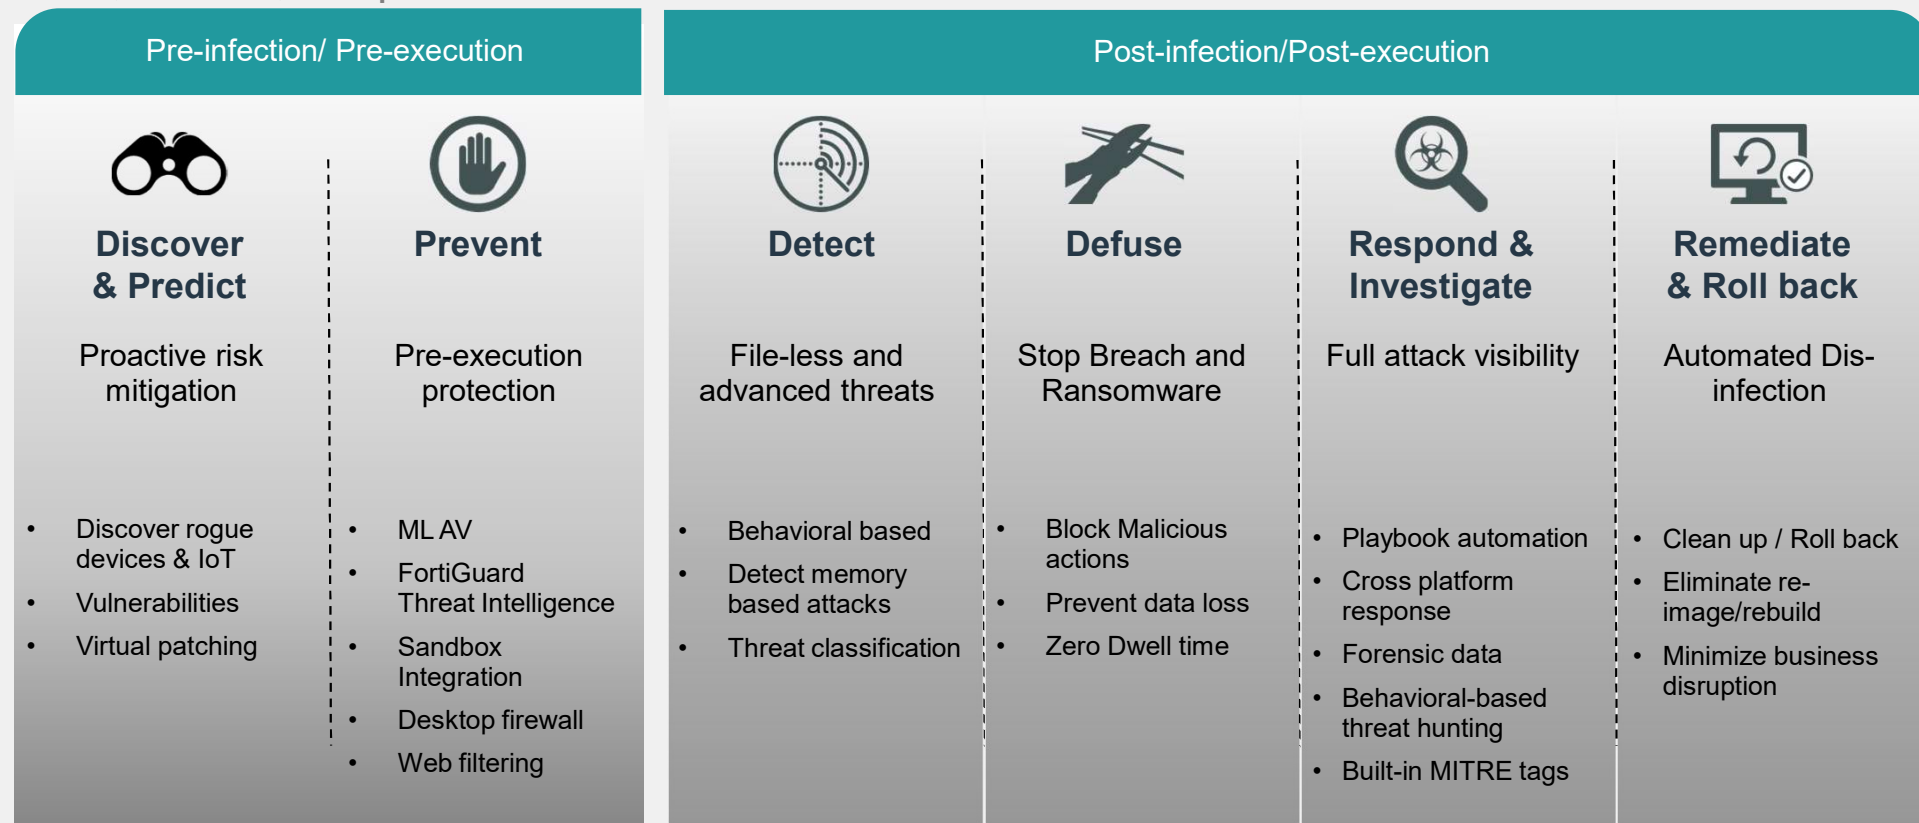 Pre-infection/ Pre-execution
Post-infection/Post-execution
Discover
& Predict
Proactive risk
mitigation
• Discover rogue
devices & IoT
• Vulnerabilities
• Virtual patching
Prevent
Pre-execution
protection
• ML AV
• FortiGuard
Threat Intelligence
• Sandbox
Integration
• Desktop firewall
• Web filtering
Detect
File-less and
advanced threats
• Behavioral based
• Detect memory
based attacks
• Threat classification
Defuse
Stop Breach and
Ransomware
• Block Malicious
actions
• Prevent data loss
• Zero Dwell time
Respond &
Investigate
Full attack visibility
• Playbook automation
• Cross platform
response
• Forensic data
• Behavioral-based
threat hunting
• Built-in MITRE tags
Remediate
& Roll back
Automated Dis-
infection
• Clean up / Roll back
• Eliminate re-
image/rebuild
• Minimize business
disruption